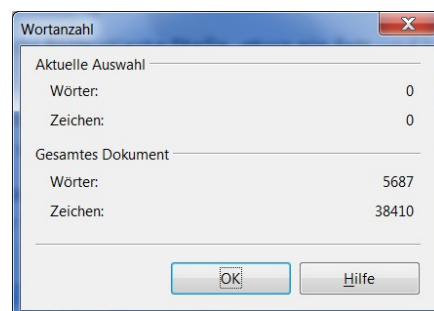 Wortanzahl
Aktuelle Auswahl
Wörter: 0
Zeichen: 0
Gesamtes Dokument
Wörter: 5687
Zeichen: 38410
OK Hilfe